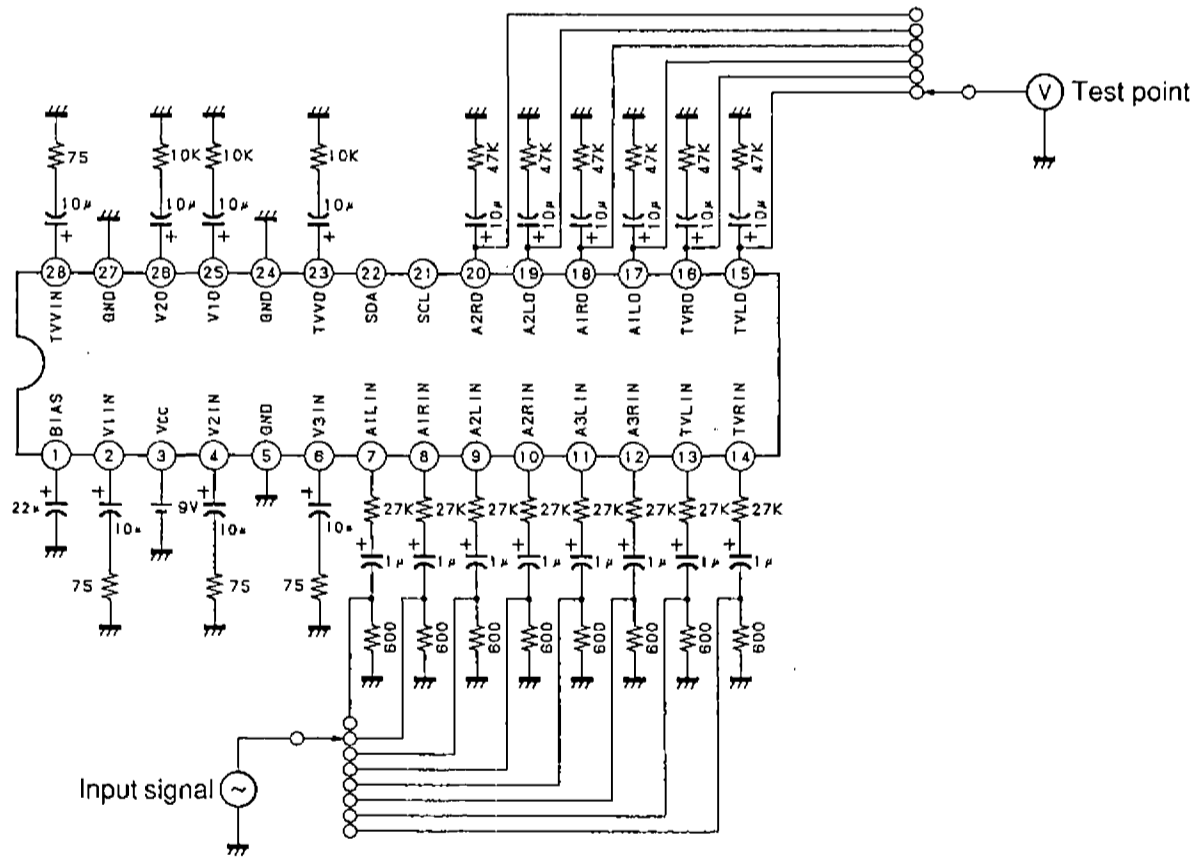 V
Test point
75
10K
10K
10K
47K
47K
47K
47K
47K
47K
10μ
10μ
10μ
10μ
10μ
10μ
10μ
10μ
10μ
10μ
+
+
+
+
+
+
+
+
+
+
28
27
26
25
24
23
22
21
20
19
18
17
16
15
TVVIN
GND
V2O
V1O
GND
TVVO
SDA
SCL
A2RO
A2LO
A1RO
A1LO
TVRO
TVLO
BIAS
V1IN
VCC
V2IN
GND
V3IN
A1LIN
A1RIN
A2LIN
A2RIN
A3LIN
A3RIN
TVLIN
TVRIN
1
2
3
4
5
6
7
8
9
10
11
12
13
14
+
+
+
+
22μ
10μ
9V
10μ
10μ
27K
27K
27K
27K
27K
27K
27K
27K
+
+
+
+
+
+
+
+
1μ
1μ
1μ
1μ
1μ
1μ
1μ
1μ
75
75
75
600
600
600
600
600
600
600
600
Input signal
~